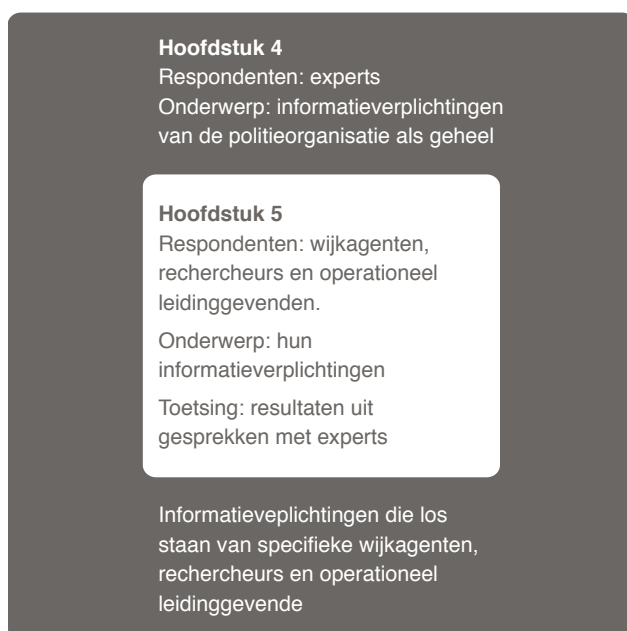 Hoofdstuk 4
Respondenten: experts
Onderwerp: informatieverplichtingen
van de politieorganisatie als geheel
Hoofdstuk 5
Respondenten: wijkagenten,
rechercheurs en operationeel
leidinggevenden.
Onderwerp: hun
informatieverplichtingen
Toetsing: resultaten uit
gesprekken met experts
Informatieveplichtingen die los
staan van specifieke wijkagenten,
rechercheurs en operationeel
leidinggevende